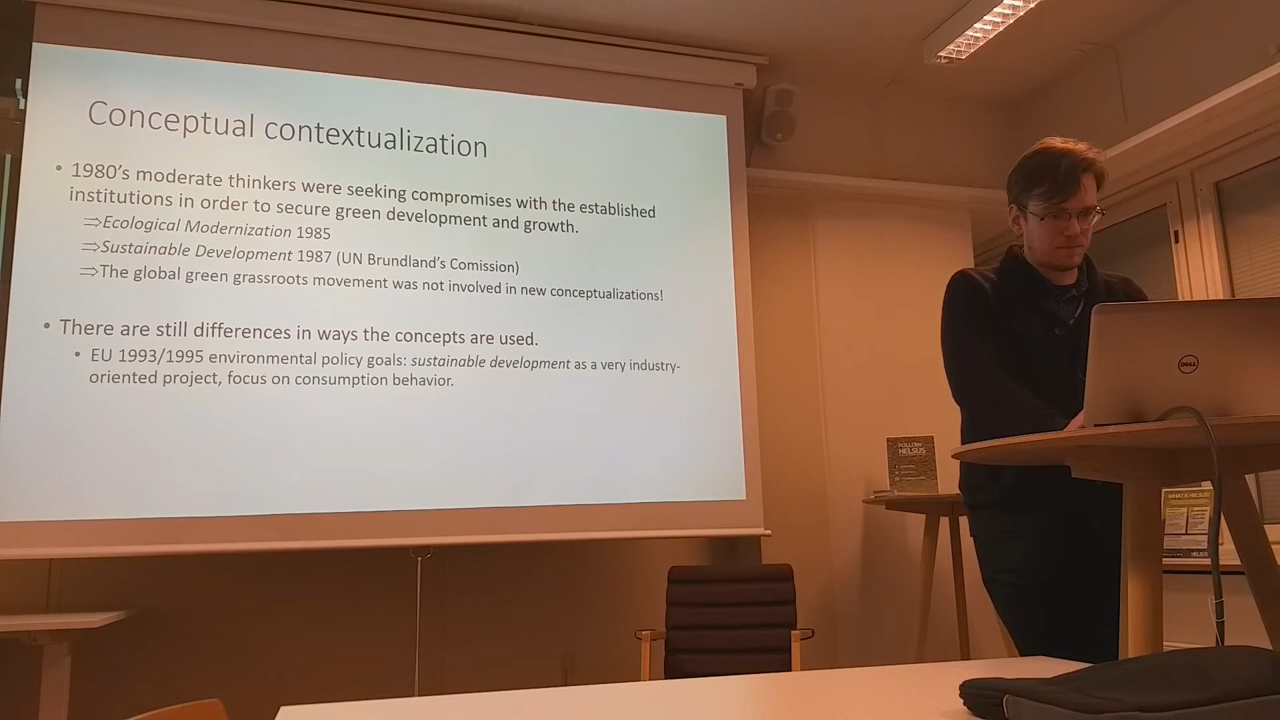 Conceptual contextualization
• 1980's moderate thinkers were seeking compromises with the established
institutions in order to secure green development and growth.
⇒Ecological Modernization 1985
⇒Sustainable Development 1987 (UN Brundland's Comission)
⇒The global green grassroots movement was not involved in new conceptualizations!
• There are still differences in ways the concepts are used.
• EU 1993/1995 environmental policy goals: sustainable development as a very industry-
oriented project, focus on consumption behavior.
DELL
FOLLOW
HELSUS
WHAT IS HELSUS?